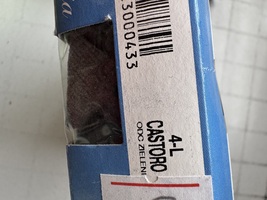 3000433
4-L
CASTORO
ODC ZIELENI